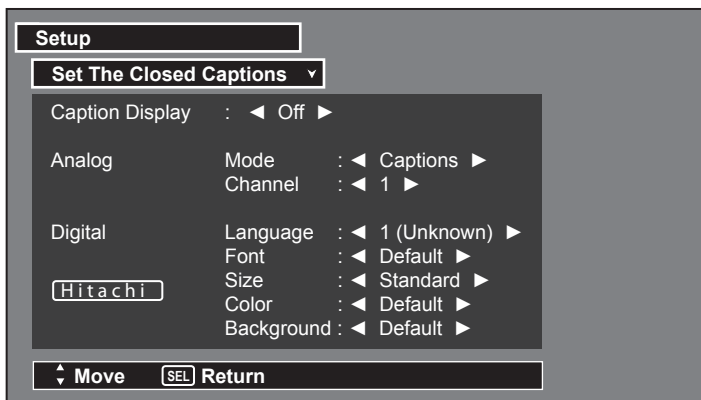 Setup
Set The Closed Captions
Caption Display : ◀ Off ▶
Analog Mode : ◀ Captions ▶
Channel : ◀ 1 ▶
Digital Language : ◀ 1 (Unknown) ▶
Font : ◀ Default ▶
Hitachi Size : ◀ Standard ▶
Color : ◀ Default ▶
Background : ◀ Default ▶
Move SEL Return